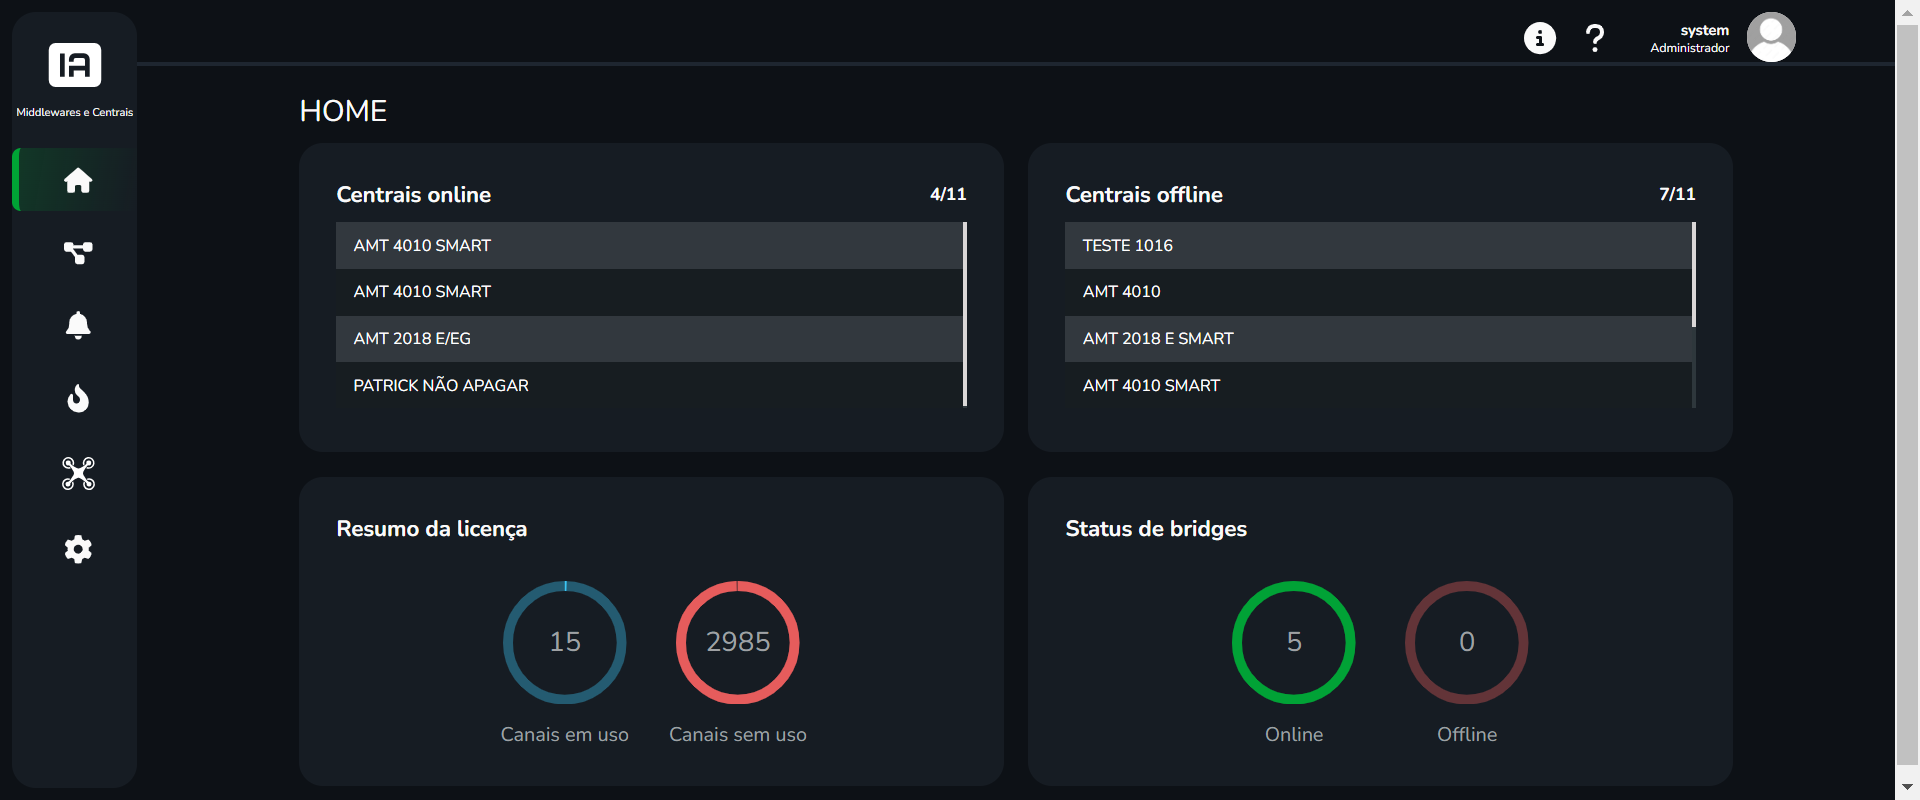 IA
Middlewares e Centrais
system
Administrador
HOME
Centrais online
4/11
AMT 4010 SMART
AMT 4010 SMART
AMT 2018 E/EG
PATRICK NÃO APAGAR
Centrais offline
7/11
TESTE 1016
AMT 4010
AMT 2018 E SMART
AMT 4010 SMART
Resumo da licença
15
2985
Canais em uso
Canais sem uso
Status de bridges
5
0
Online
Offline